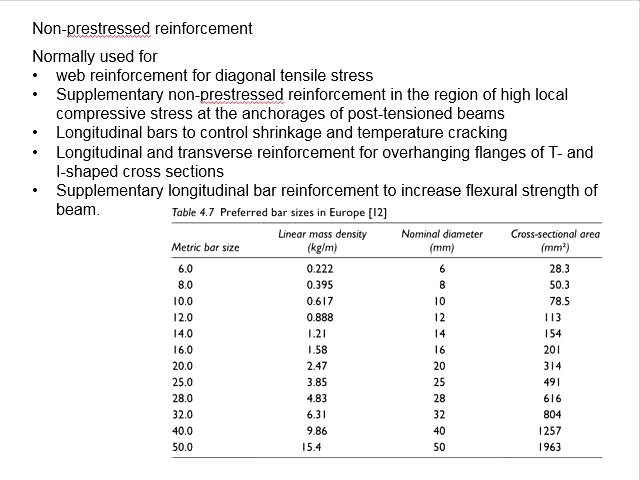 Non-prestressed reinforcement
Normally used for
• web reinforcement for diagonal tensile stress
• Supplementary non-prestressed reinforcement in the region of high local
compressive stress at the anchorages of post-tensioned beams
• Longitudinal bars to control shrinkage and temperature cracking
• Longitudinal and transverse reinforcement for overhanging flanges of T- and
I-shaped cross sections
• Supplementary longitudinal bar reinforcement to increase flexural strength of
beam.
Table 4.7 Preferred bar sizes in Europe [12]
Metric bar size Linear mass density (kg/m) Nominal diameter (mm) Cross-sectional area (mm²)
6.0 0.222 6 28.3
8.0 0.395 8 50.3
10.0 0.617 10 78.5
12.0 0.888 12 113
14.0 1.21 14 154
16.0 1.58 16 201
20.0 2.47 20 314
25.0 3.85 25 491
28.0 4.83 28 616
32.0 6.31 32 804
40.0 9.86 40 1257
50.0 15.4 50 1963